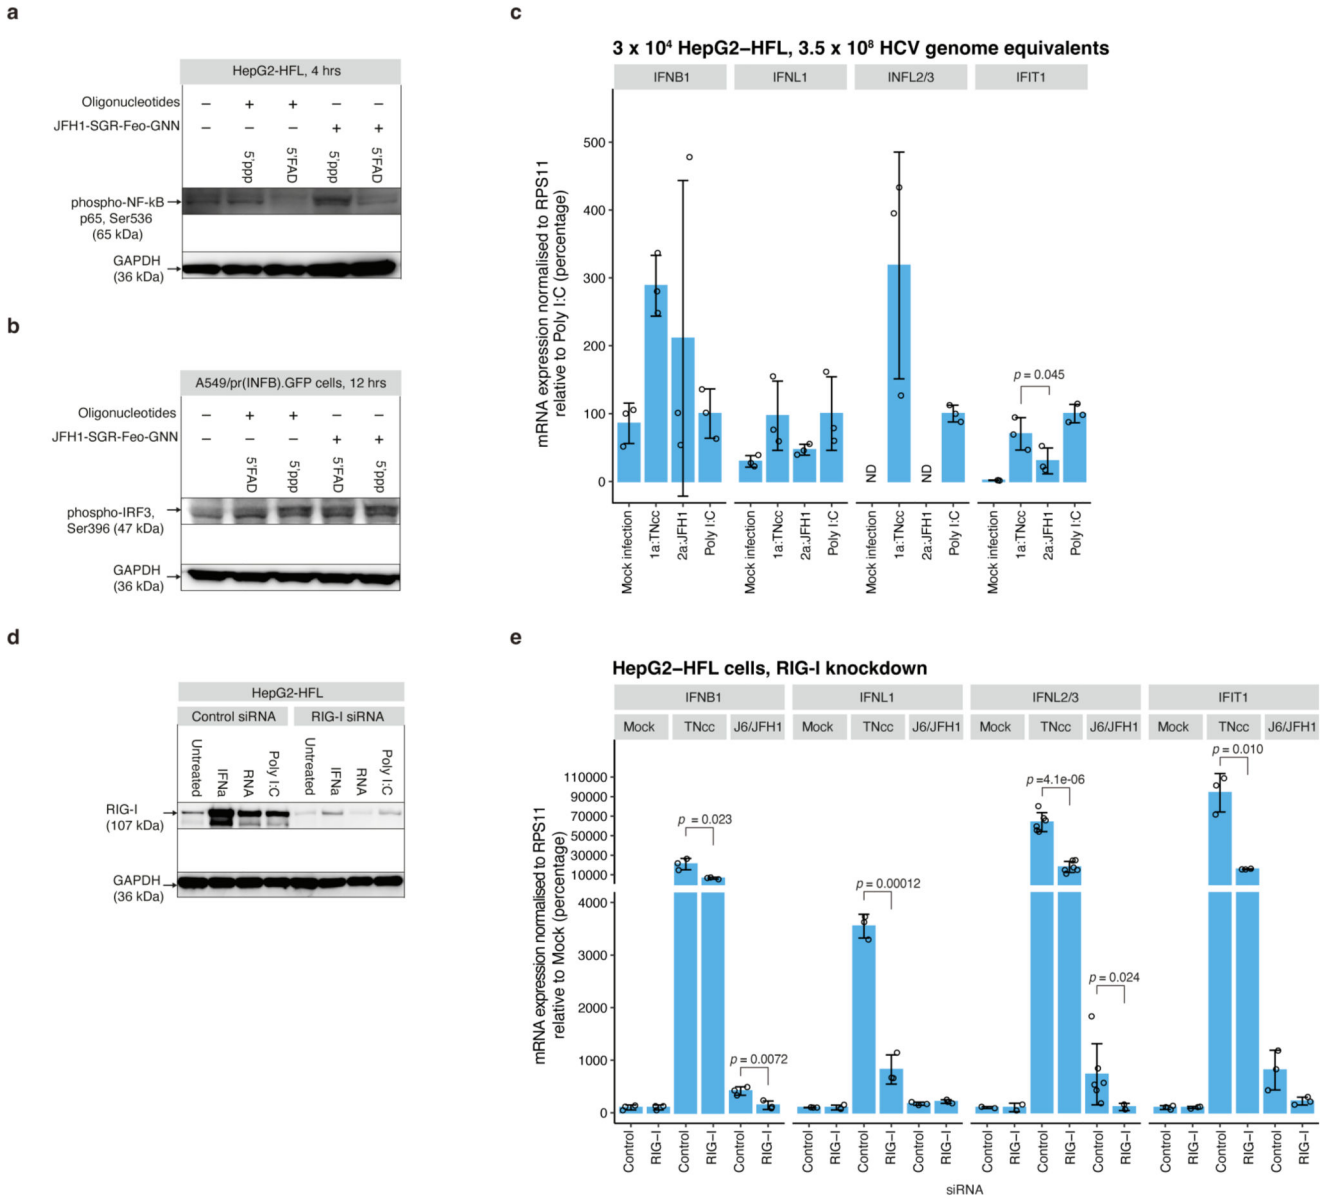 a
HepG2-HFL, 4 hrs
Oligonucleotides − + + − −
JFH1-SGR-Feo-GNN − − − + +
5'ppp 5'FAD 5'ppp 5'FAD
phospho-NF-kB
p65, Ser536
(65 kDa)
GAPDH
(36 kDa)
b
A549/pr(INFB).GFP cells, 12 hrs
Oligonucleotides − + + − −
JFH1-SGR-Feo-GNN − − − + +
5'FAD 5'ppp 5'FAD 5'ppp
phospho-IRF3,
Ser396 (47 kDa)
GAPDH
(36 kDa)
c
3 x 10⁴ HepG2−HFL, 3.5 x 10⁸ HCV genome equivalents
IFNB1 IFNL1 INFL2/3 IFIT1
mRNA expression normalised to RPS11
relative to Poly I:C (percentage)
500
400
300
200
100
0
p = 0.045
ND ND
Mock infection 1a:TNcc 2a:JFH1 Poly I:C Mock infection 1a:TNcc 2a:JFH1 Poly I:C Mock infection 1a:TNcc 2a:JFH1 Poly I:C Mock infection 1a:TNcc 2a:JFH1 Poly I:C
d
HepG2-HFL
Control siRNA RIG-I siRNA
Untreated IFNa RNA Poly I:C Untreated IFNa RNA Poly I:C
RIG-I
(107 kDa)
GAPDH
(36 kDa)
e
HepG2−HFL cells, RIG-I knockdown
IFNB1 IFNL1 IFNL2/3 IFIT1
Mock TNcc J6/JFH1 Mock TNcc J6/JFH1 Mock TNcc J6/JFH1 Mock TNcc J6/JFH1
mRNA expression normalised to RPS11
relative to Mock (percentage)
110000
90000
70000
50000
30000
10000
4000
3000
2000
1000
0
p = 0.023
p = 0.0072
p = 0.00012
p =4.1e-06
p = 0.024
p = 0.010
Control RIG−I Control RIG−I Control RIG−I Control RIG−I Control RIG−I Control RIG−I Control RIG−I Control RIG−I Control RIG−I Control RIG−I Control RIG−I Control RIG−I
siRNA